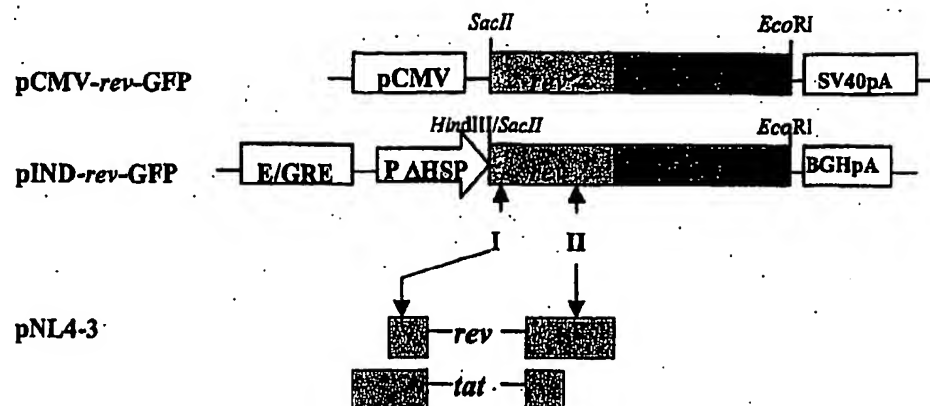 SacII EcoRI
pCMV-rev-GFP pCMV rev SV40pA
HindIII/SacII EcoRI
pIND-rev-GFP E/GRE P ΔHSP rev BGHpA
I II
pNL4-3 rev
tat